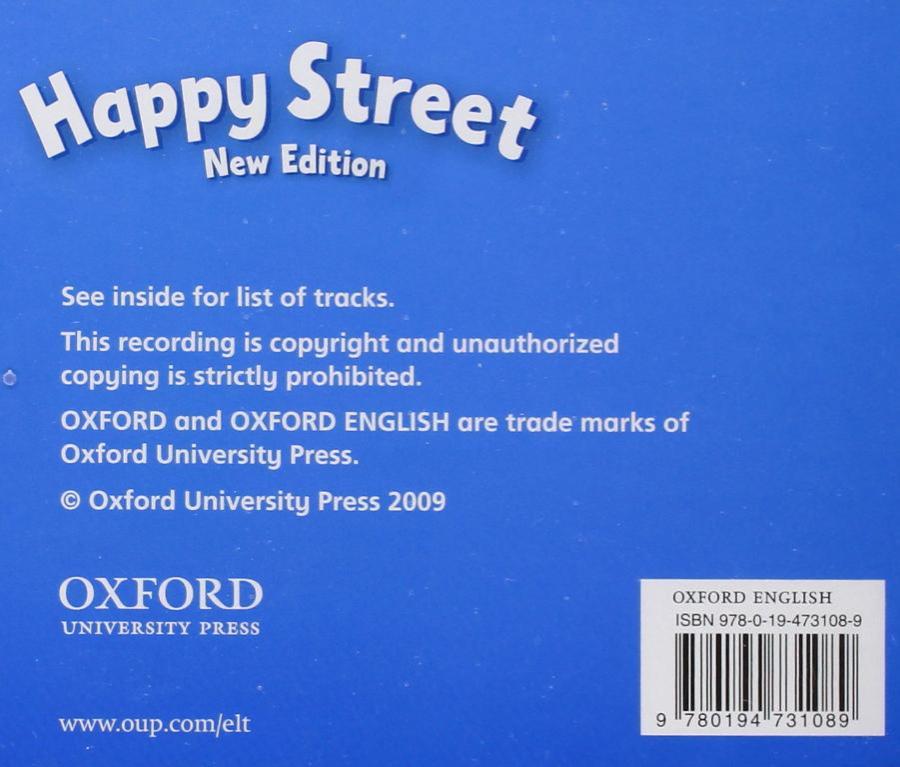 Happy Street
New Edition
See inside for list of tracks.
This recording is copyright and unauthorized
copying is strictly prohibited.
OXFORD and OXFORD ENGLISH are trade marks of
Oxford University Press.
© Oxford University Press 2009
OXFORD
UNIVERSITY PRESS
www.oup.com/elt
OXFORD ENGLISH
ISBN 978-0-19-473108-9
9 780194 731089